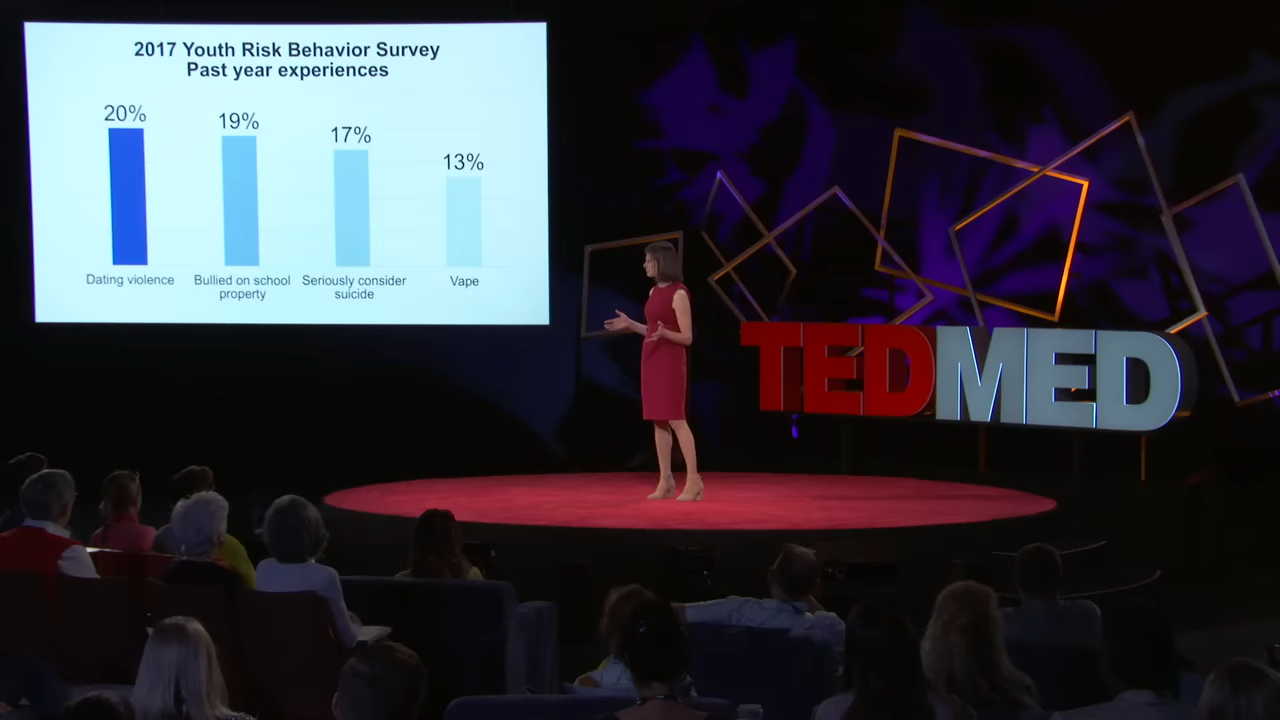 2017 Youth Risk Behavior Survey
Past year experiences
20%
19%
17%
13%
Dating violence
Bullied on school
property
Seriously consider
suicide
Vape
TEDMED